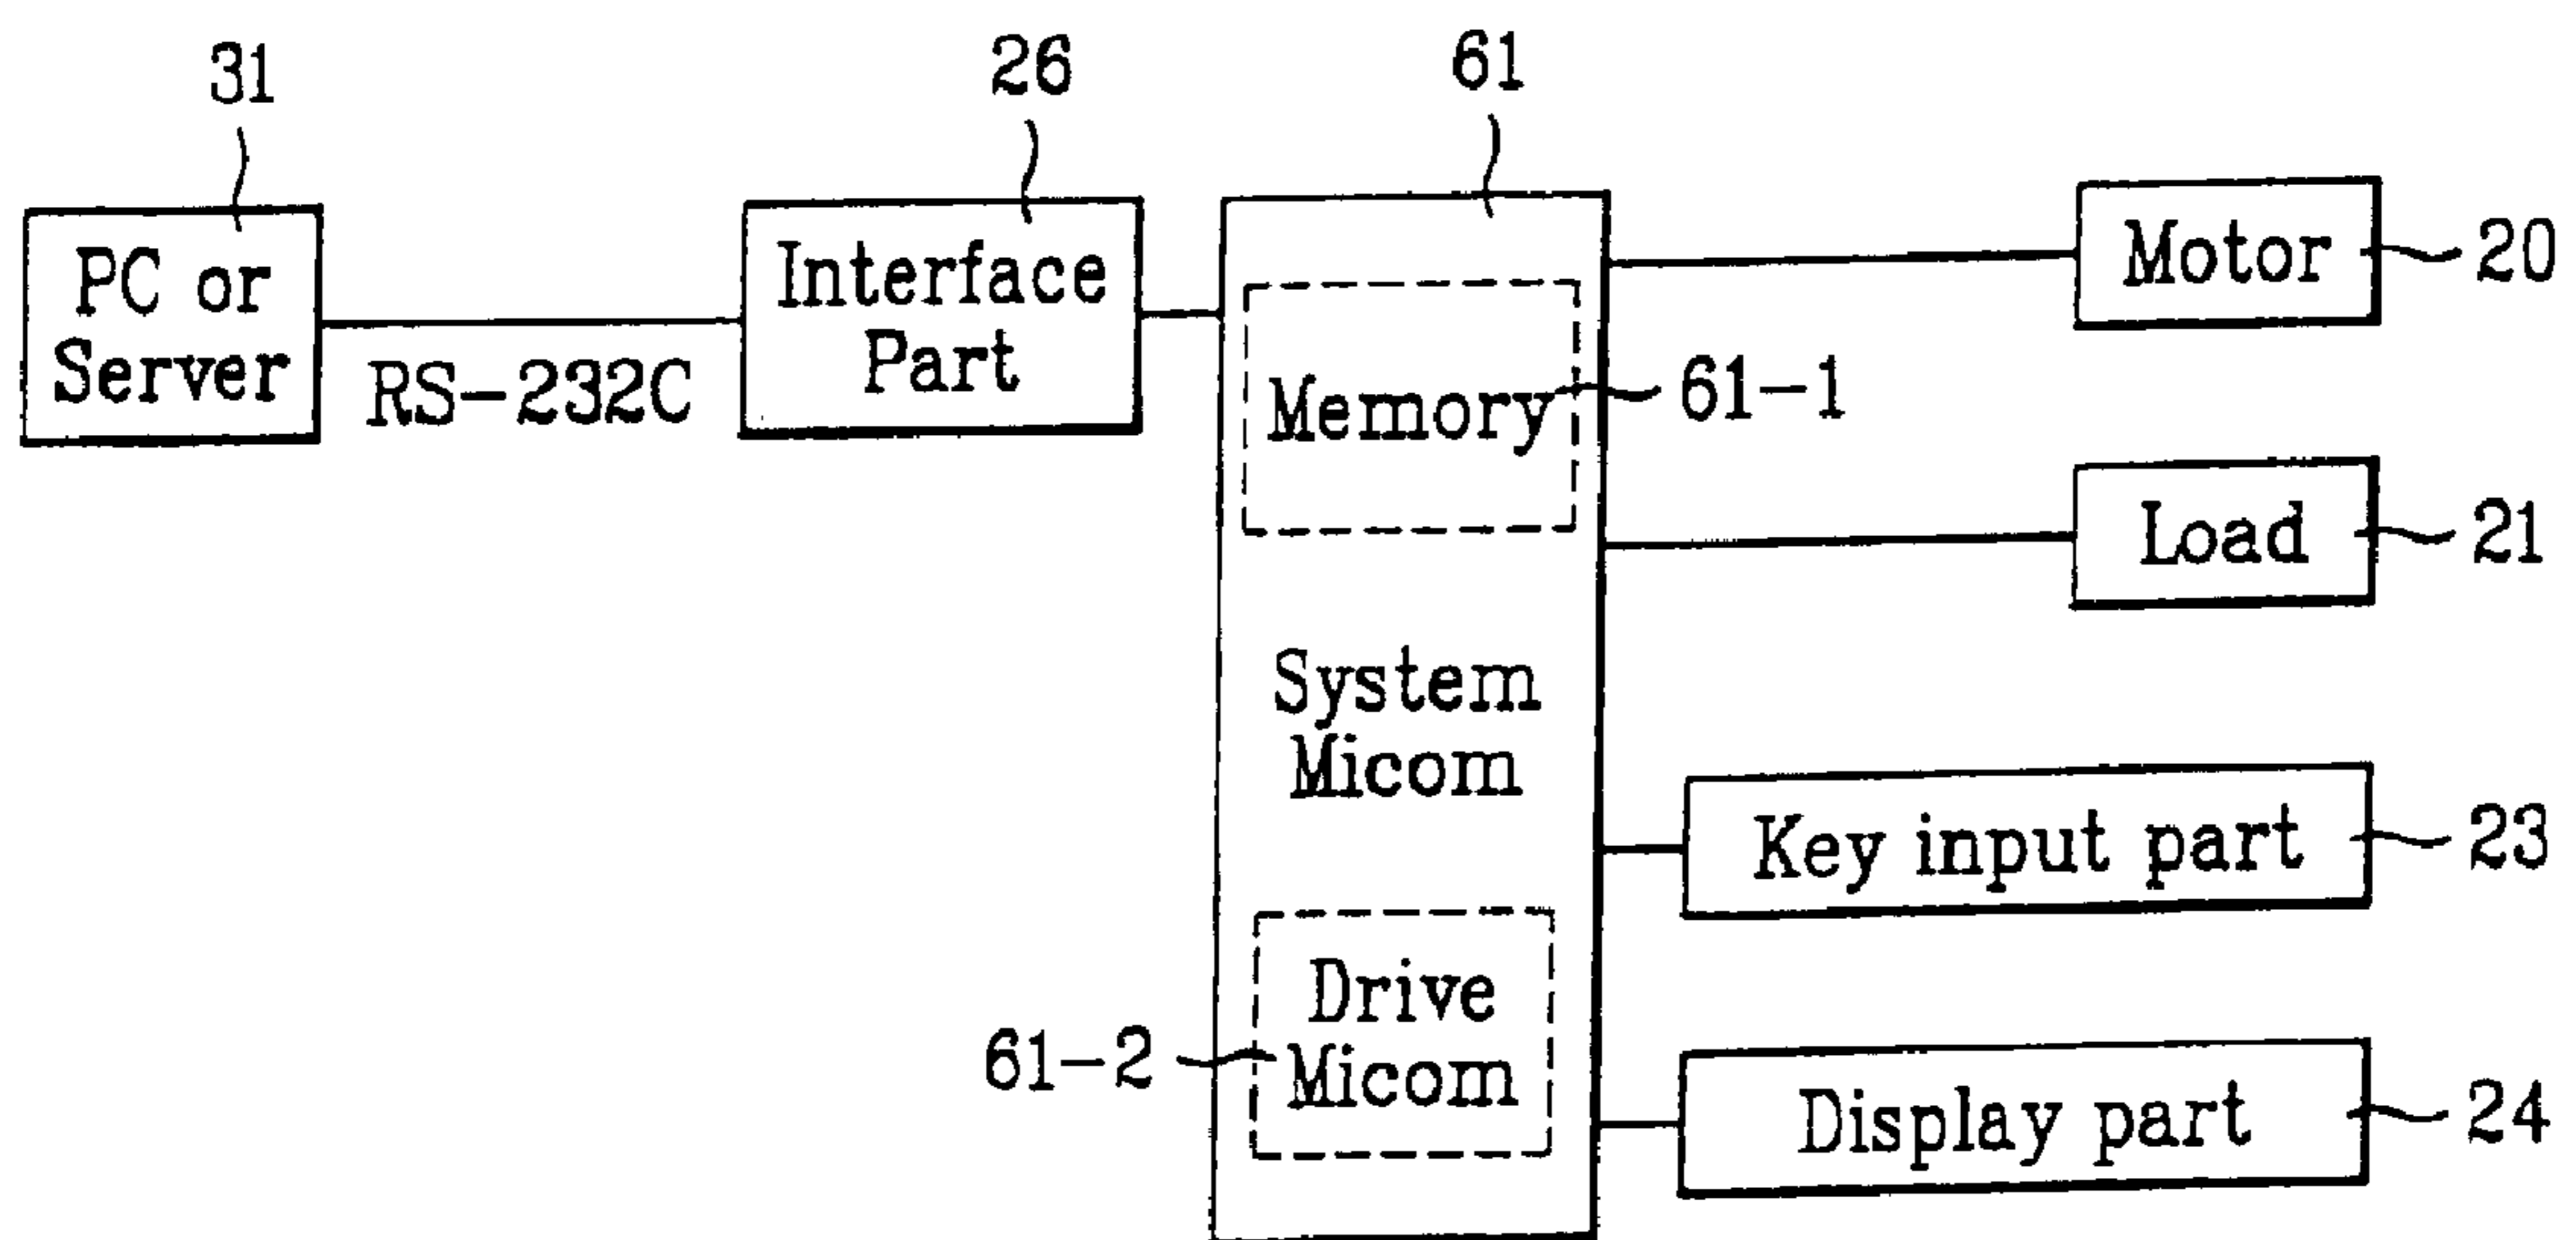 31
26
61
PC or
Server
RS-232C
Interface
Part
Memory
61-1
System
Micom
Drive
Micom
61-2
Motor
20
Load
21
Key input part
23
Display part
24